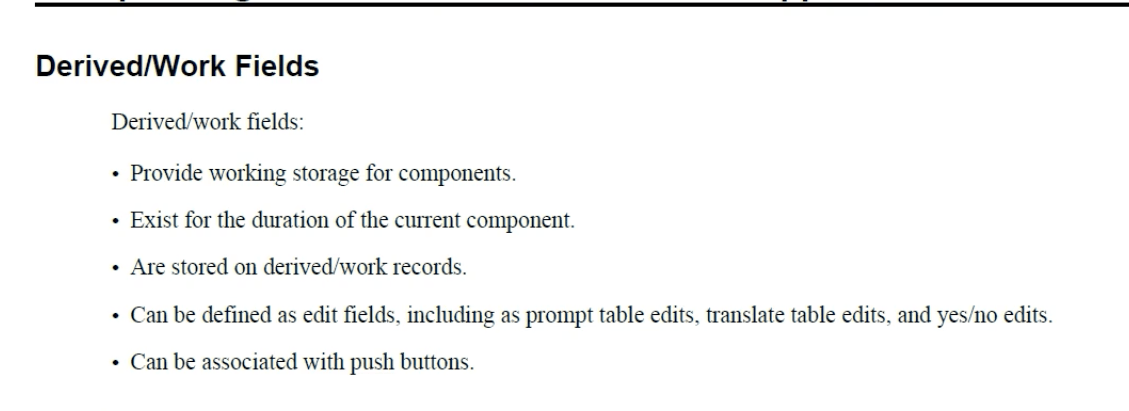 Derived/Work Fields
Derived/work fields:
• Provide working storage for components.
• Exist for the duration of the current component.
• Are stored on derived/work records.
• Can be defined as edit fields, including as prompt table edits, translate table edits, and yes/no edits.
• Can be associated with push buttons.